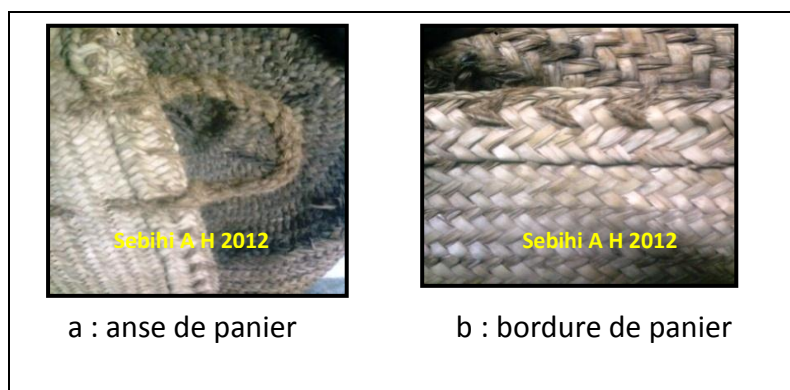 Sebihi A H 2012
Sebihi A H 2012
a : anse de panier
b : bordure de panier